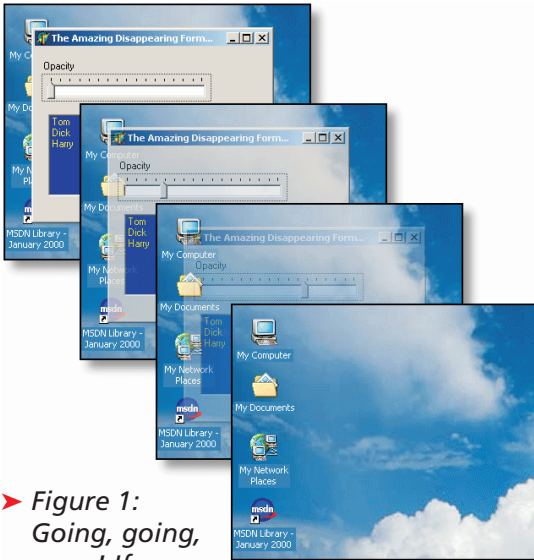 The Amazing Disappearing Form...
My C
Opacity
My Do
Tom
Dick
Harry
My N
Pl
MSDN Library -
January 2000
The Amazing Disappearing Form...
My Computer
Opacity
My Documents
Tom
Dick
Harry
My Network
Places
msdn
MSDN Library -
January 2000
The Amazing Disappearing Form...
My Computer
Opacity
My Documents
Tom
Dick
Harry
My Network
Places
msdn
MSDN Library -
January 2000
My Computer
My Documents
My Network
Places
msdn
MSDN Library -
January 2000
➤ Figure 1:
Going, going,